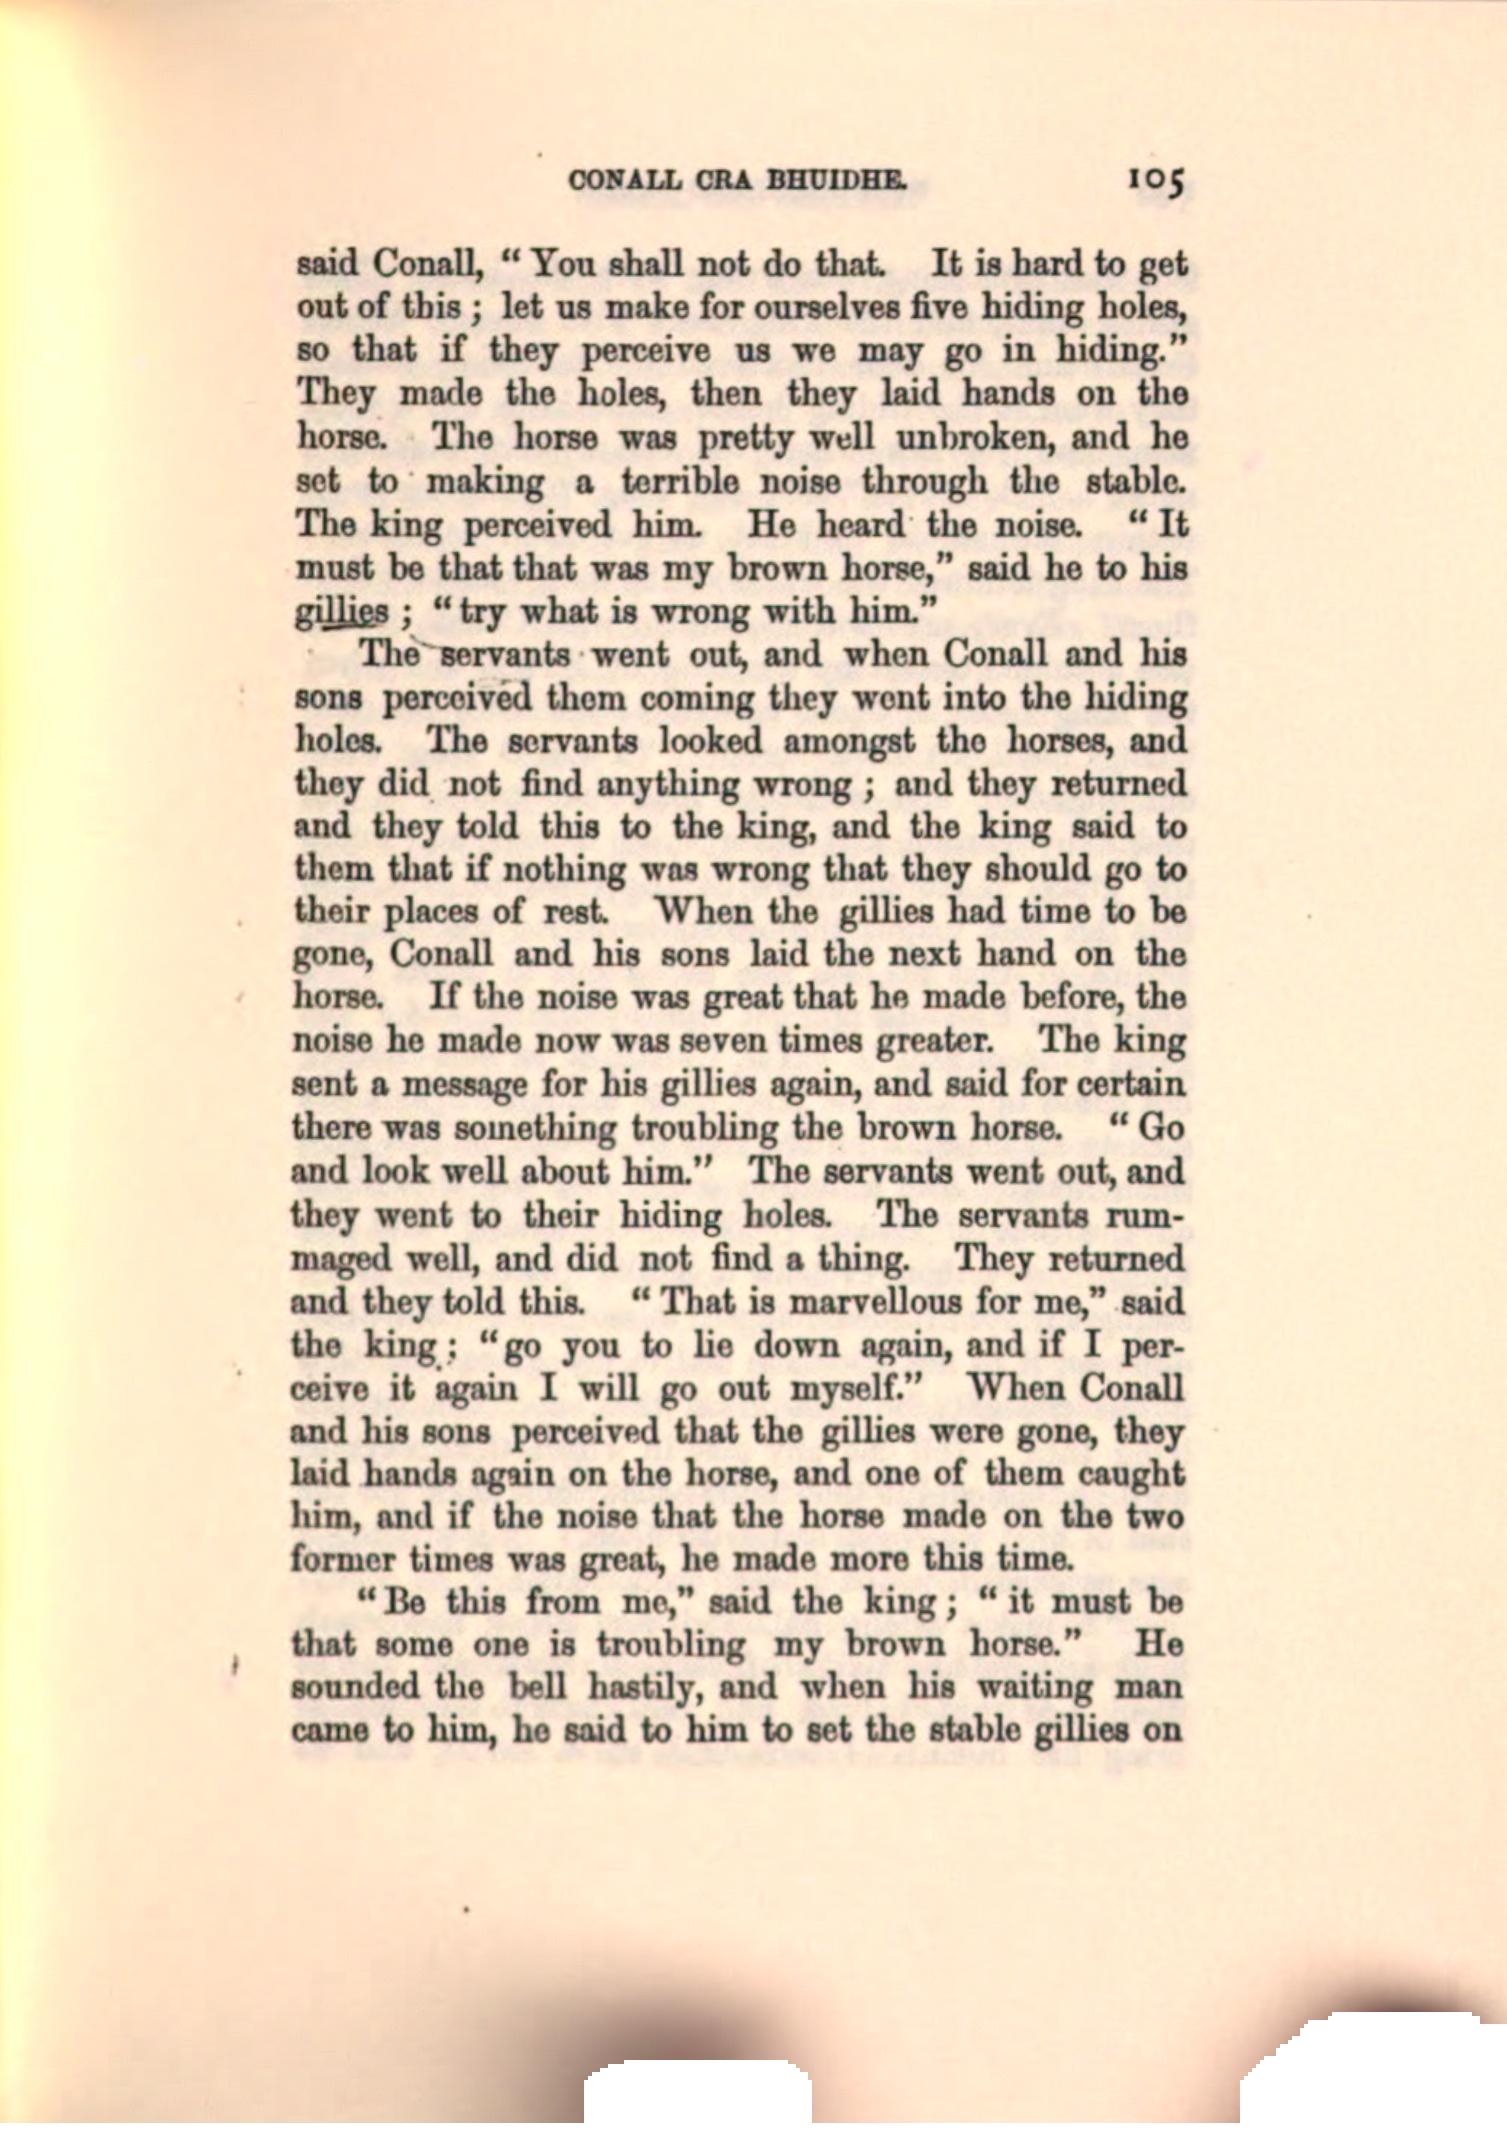 CONALL CRA BHUIDHE. 105
said Conall, “ You shall not do that. It is hard to get
out of this ; let us make for ourselves five hiding holes,
so that if they perceive us we may go in hiding.”
They made the holes, then they laid hands on the
horse. The horse was pretty well unbroken, and he
set to making a terrible noise through the stable.
The king perceived him. He heard the noise. “ It
must be that that was my brown horse,” said he to his
gillies ; “ try what is wrong with him.”
The servants went out, and when Conall and his
sons perceived them coming they went into the hiding
holes. The servants looked amongst the horses, and
they did not find anything wrong ; and they returned
and they told this to the king, and the king said to
them that if nothing was wrong that they should go to
their places of rest. When the gillies had time to be
gone, Conall and his sons laid the next hand on the
horse. If the noise was great that he made before, the
noise he made now was seven times greater. The king
sent a message for his gillies again, and said for certain
there was something troubling the brown horse. “ Go
and look well about him.” The servants went out, and
they went to their hiding holes. The servants rum-
maged well, and did not find a thing. They returned
and they told this. “ That is marvellous for me,” said
the king ; “ go you to lie down again, and if I per-
ceive it again I will go out myself.” When Conall
and his sons perceived that the gillies were gone, they
laid hands again on the horse, and one of them caught
him, and if the noise that the horse made on the two
former times was great, he made more this time.
“ Be this from me,” said the king ; “ it must be
that some one is troubling my brown horse.” He
sounded the bell hastily, and when his waiting man
came to him, he said to him to set the stable gillies on